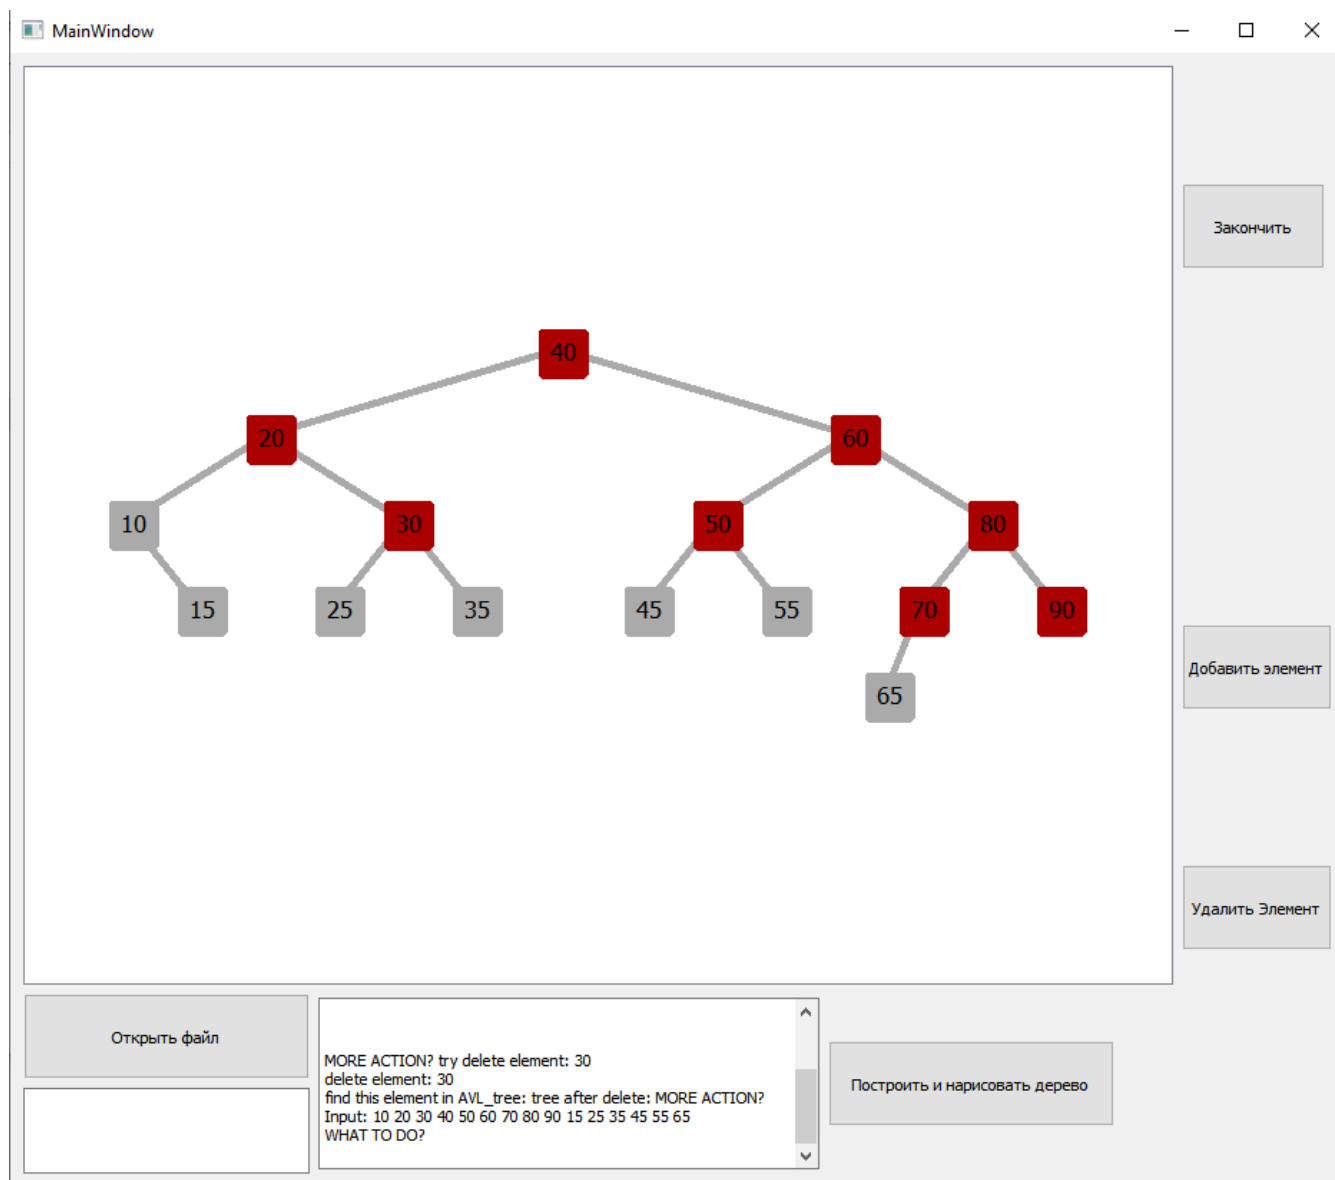 MainWindow
Закончить
40
20
60
10
30
50
80
15
25
35
45
55
70
90
65
Добавить элемент
Удалить Элемент
Открыть файл
MORE ACTION? try delete element: 30
delete element: 30
find this element in AVL_tree: tree after delete: MORE ACTION?
Input: 10 20 30 40 50 60 70 80 90 15 25 35 45 55 65
WHAT TO DO?
Построить и нарисовать дерево